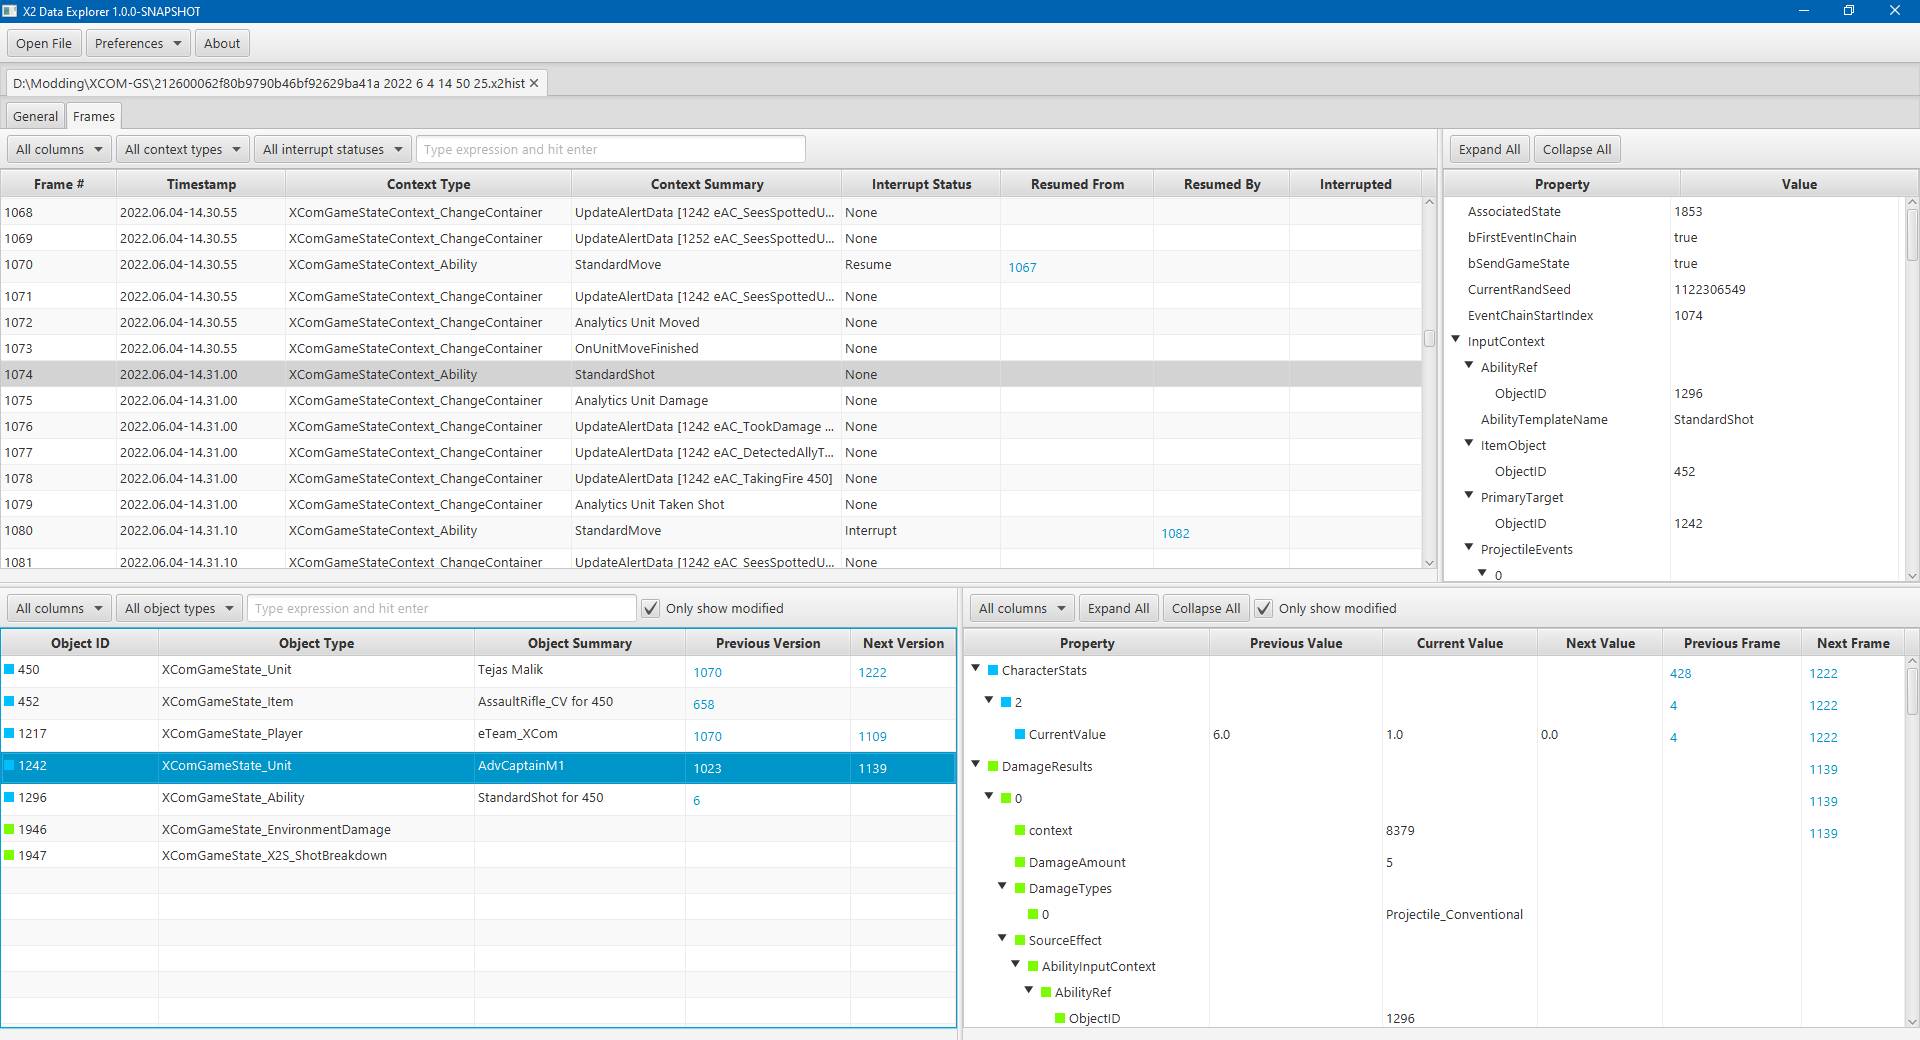 X2 Data Explorer 1.0.0-SNAPSHOT
Open File Preferences About
D:\Modding\XCOM-GS\212600062f80b9790b46bf92629ba41a 2022 6 4 14 50 25.x2hist
General Frames
All columns All context types All interrupt statuses Type expression and hit enter
Frame # Timestamp Context Type Context Summary Interrupt Status Resumed From Resumed By Interrupted
1068 2022.06.04-14.30.55 XComGameStateContext_ChangeContainer UpdateAlertData [1242 eAC_SeesSpottedU... None
1069 2022.06.04-14.30.55 XComGameStateContext_ChangeContainer UpdateAlertData [1252 eAC_SeesSpottedU... None
1070 2022.06.04-14.30.55 XComGameStateContext_Ability StandardMove Resume 1067
1071 2022.06.04-14.30.55 XComGameStateContext_ChangeContainer UpdateAlertData [1242 eAC_SeesSpottedU... None
1072 2022.06.04-14.30.55 XComGameStateContext_ChangeContainer Analytics Unit Moved None
1073 2022.06.04-14.30.55 XComGameStateContext_ChangeContainer OnUnitMoveFinished None
1074 2022.06.04-14.31.00 XComGameStateContext_Ability StandardShot None
1075 2022.06.04-14.31.00 XComGameStateContext_ChangeContainer Analytics Unit Damage None
1076 2022.06.04-14.31.00 XComGameStateContext_ChangeContainer UpdateAlertData [1242 eAC_TookDamage ... None
1077 2022.06.04-14.31.00 XComGameStateContext_ChangeContainer UpdateAlertData [1242 eAC_DetectedAllyT... None
1078 2022.06.04-14.31.00 XComGameStateContext_ChangeContainer UpdateAlertData [1242 eAC_TakingFire 450] None
1079 2022.06.04-14.31.00 XComGameStateContext_ChangeContainer Analytics Unit Taken Shot None
1080 2022.06.04-14.31.10 XComGameStateContext_Ability StandardMove Interrupt 1082
1081 2022.06.04-14.31.10 XComGameStateContext_ChangeContainer UpdateAlertData [1242 eAC_SeesSpottedU... None
Expand All Collapse All
Property Value
AssociatedState 1853
bFirstEventInChain true
bSendGameState true
CurrentRandSeed 1122306549
EventChainStartIndex 1074
InputContext
AbilityRef
ObjectID 1296
AbilityTemplateName StandardShot
ItemObject
ObjectID 452
PrimaryTarget
ObjectID 1242
ProjectileEvents
0
All columns All object types Type expression and hit enter Only show modified
Object ID Object Type Object Summary Previous Version Next Version
450 XComGameState_Unit Tejas Malik 1070 1222
452 XComGameState_Item AssaultRifle_CV for 450 658
1217 XComGameState_Player eTeam_XCom 1070 1109
1242 XComGameState_Unit AdvCaptainM1 1023 1139
1296 XComGameState_Ability StandardShot for 450 6
1946 XComGameState_EnvironmentDamage
1947 XComGameState_X2S_ShotBreakdown
All columns Expand All Collapse All Only show modified
Property Previous Value Current Value Next Value Previous Frame Next Frame
CharacterStats 428 1222
2 4 1222
CurrentValue 6.0 1.0 0.0 4 1222
DamageResults 1139
0 1139
context 8379 1139
DamageAmount 5
DamageTypes
0 Projectile_Conventional
SourceEffect
AbilityInputContext
AbilityRef
ObjectID 1296